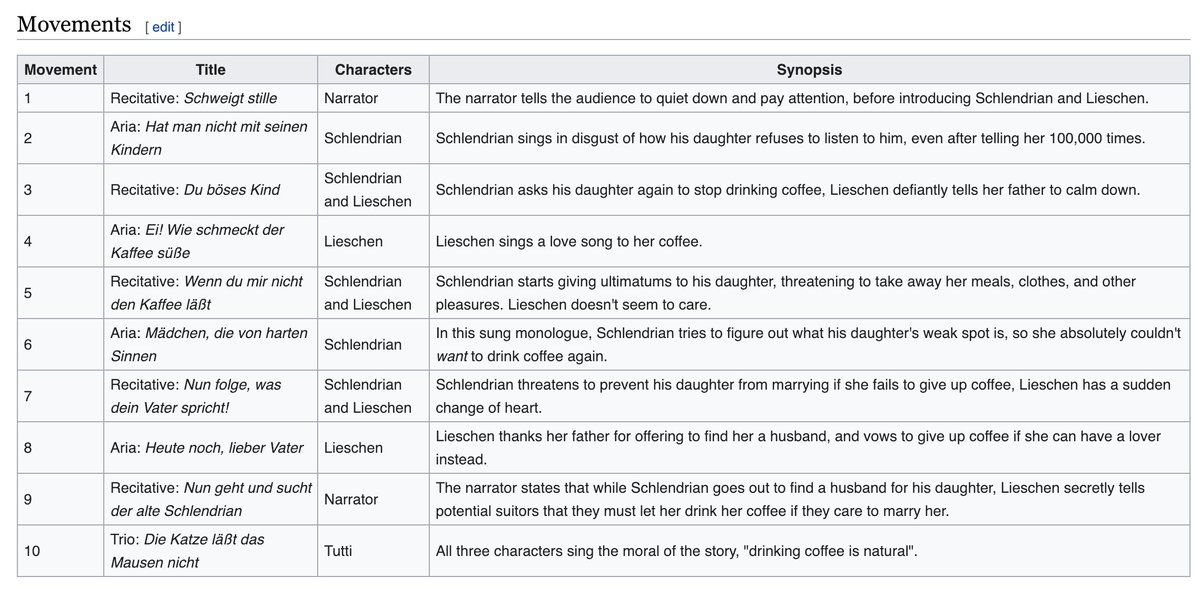 Movements [ edit ]
Movement Title Characters Synopsis
1 Recitative: Schweigt stille Narrator The narrator tells the audience to quiet down and pay attention, before introducing Schlendrian and Lieschen.
2 Aria: Hat man nicht mit seinen
Kindern Schlendrian Schlendrian sings in disgust of how his daughter refuses to listen to him, even after telling her 100,000 times.
3 Recitative: Du böses Kind Schlendrian
and Lieschen Schlendrian asks his daughter again to stop drinking coffee, Lieschen defiantly tells her father to calm down.
4 Aria: Ei! Wie schmeckt der
Kaffee süße Lieschen Lieschen sings a love song to her coffee.
5 Recitative: Wenn du mir nicht
den Kaffee läßt Schlendrian
and Lieschen Schlendrian starts giving ultimatums to his daughter, threatening to take away her meals, clothes, and other
pleasures. Lieschen doesn't seem to care.
6 Aria: Mädchen, die von harten
Sinnen Schlendrian In this sung monologue, Schlendrian tries to figure out what his daughter's weak spot is, so she absolutely couldn't
want to drink coffee again.
7 Recitative: Nun folge, was
dein Vater spricht! Schlendrian
and Lieschen Schlendrian threatens to prevent his daughter from marrying if she fails to give up coffee, Lieschen has a sudden
change of heart.
8 Aria: Heute noch, lieber Vater Lieschen Lieschen thanks her father for offering to find her a husband, and vows to give up coffee if she can have a lover
instead.
9 Recitative: Nun geht und sucht
der alte Schlendrian Narrator The narrator states that while Schlendrian goes out to find a husband for his daughter, Lieschen secretly tells
potential suitors that they must let her drink her coffee if they care to marry her.
10 Trio: Die Katze läßt das
Mausen nicht Tutti All three characters sing the moral of the story, "drinking coffee is natural".